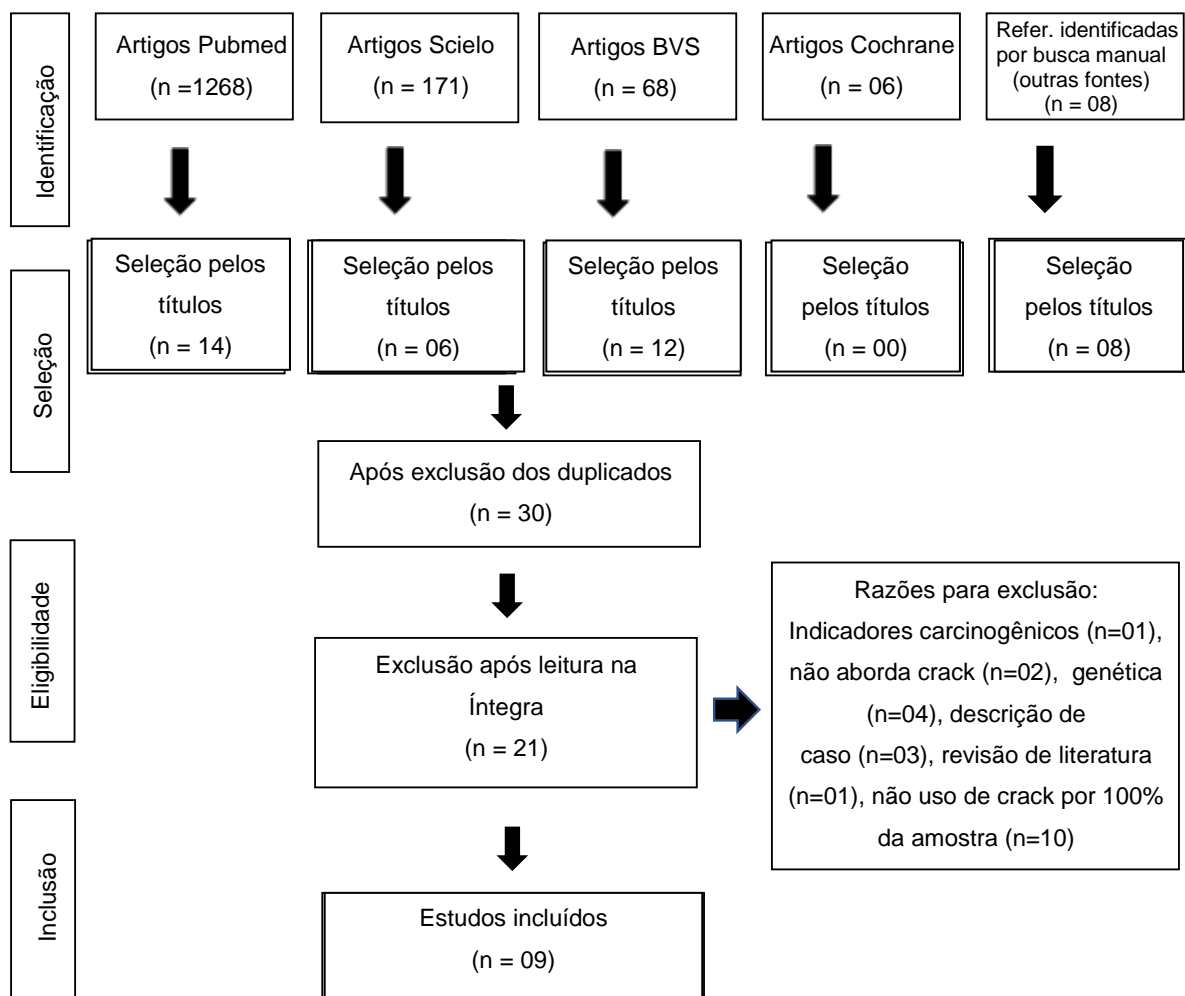 Identificação
Artigos Pubmed
(n =1268)
Artigos Scielo
(n = 171)
Artigos BVS
(n = 68)
Artigos Cochrane
(n = 06)
Refer. identificadas
por busca manual
(outras fontes)
(n = 08)
Seleção
Seleção pelos
títulos
(n = 14)
Seleção pelos
títulos
(n = 06)
Seleção pelos
títulos
(n = 12)
Seleção
pelos títulos
(n = 00)
Seleção
pelos títulos
(n = 08)
Após exclusão dos duplicados
(n = 30)
Eligibilidade
Exclusão após leitura na
Íntegra
(n = 21)
Razões para exclusão:
Indicadores carcinogênicos (n=01),
não aborda crack (n=02), genética
(n=04), descrição de
caso (n=03), revisão de literatura
(n=01), não uso de crack por 100%
da amostra (n=10)
Inclusão
Estudos incluídos
(n = 09)